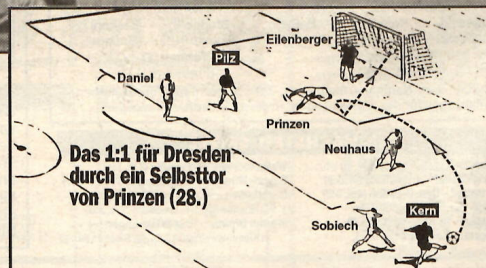 Eilenberger
Pilz
Daniel
Prinzen
Neuhaus
Das 1:1 für Dresden
durch ein Selbsttor
von Prinzen (28.)
Kern
Sobiech